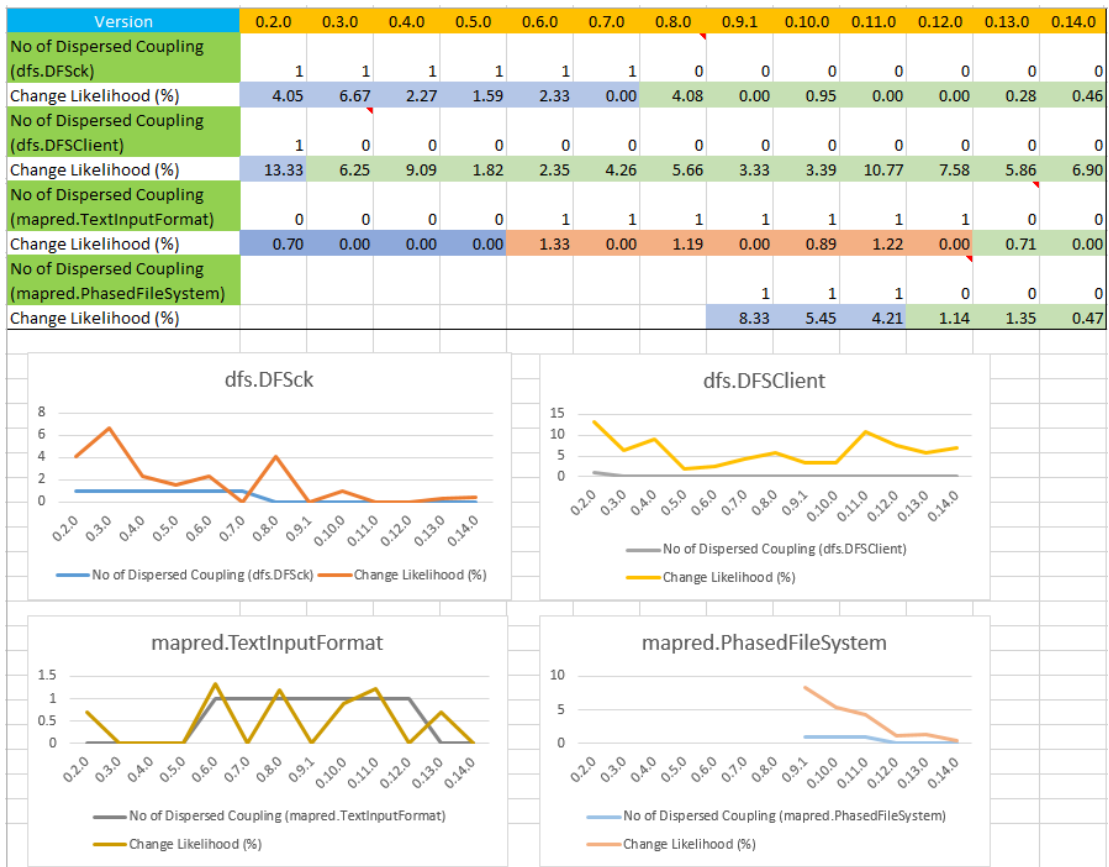 Version 0.2.0 0.3.0 0.4.0 0.5.0 0.6.0 0.7.0 0.8.0 0.9.1 0.10.0 0.11.0 0.12.0 0.13.0 0.14.0
No of Dispersed Coupling
(dfs.DFSck) 1 1 1 1 1 1 0 0 0 0 0 0 0
Change Likelihood (%) 4.05 6.67 2.27 1.59 2.33 0.00 4.08 0.00 0.95 0.00 0.00 0.28 0.46
No of Dispersed Coupling
(dfs.DFSClient) 1 0 0 0 0 0 0 0 0 0 0 0 0
Change Likelihood (%) 13.33 6.25 9.09 1.82 2.35 4.26 5.66 3.33 3.39 10.77 7.58 5.86 6.90
No of Dispersed Coupling
(mapred.TextInputFormat) 0 0 0 0 1 1 1 1 1 1 1 0 0
Change Likelihood (%) 0.70 0.00 0.00 0.00 1.33 0.00 1.19 0.00 0.89 1.22 0.00 0.71 0.00
No of Dispersed Coupling
(mapred.PhasedFileSystem) 1 1 1 0 0 0
Change Likelihood (%) 8.33 5.45 4.21 1.14 1.35 0.47
dfs.DFSck
8
6
4
2
0
0.2.0 0.3.0 0.4.0 0.5.0 0.6.0 0.7.0 0.8.0 0.9.1 0.10.0 0.11.0 0.12.0 0.13.0 0.14.0
No of Dispersed Coupling (dfs.DFSck) Change Likelihood (%)
dfs.DFSClient
15
10
5
0
0.2.0 0.3.0 0.4.0 0.5.0 0.6.0 0.7.0 0.8.0 0.9.1 0.10.0 0.11.0 0.12.0 0.13.0 0.14.0
No of Dispersed Coupling (dfs.DFSClient)
Change Likelihood (%)
mapred.TextInputFormat
1.5
1
0.5
0
0.2.0 0.3.0 0.4.0 0.5.0 0.6.0 0.7.0 0.8.0 0.9.1 0.10.0 0.11.0 0.12.0 0.13.0 0.14.0
No of Dispersed Coupling (mapred.TextInputFormat)
Change Likelihood (%)
mapred.PhasedFileSystem
10
5
0
0.2.0 0.3.0 0.4.0 0.5.0 0.6.0 0.7.0 0.8.0 0.9.1 0.10.0 0.11.0 0.12.0 0.13.0 0.14.0
No of Dispersed Coupling (mapred.PhasedFileSystem)
Change Likelihood (%)